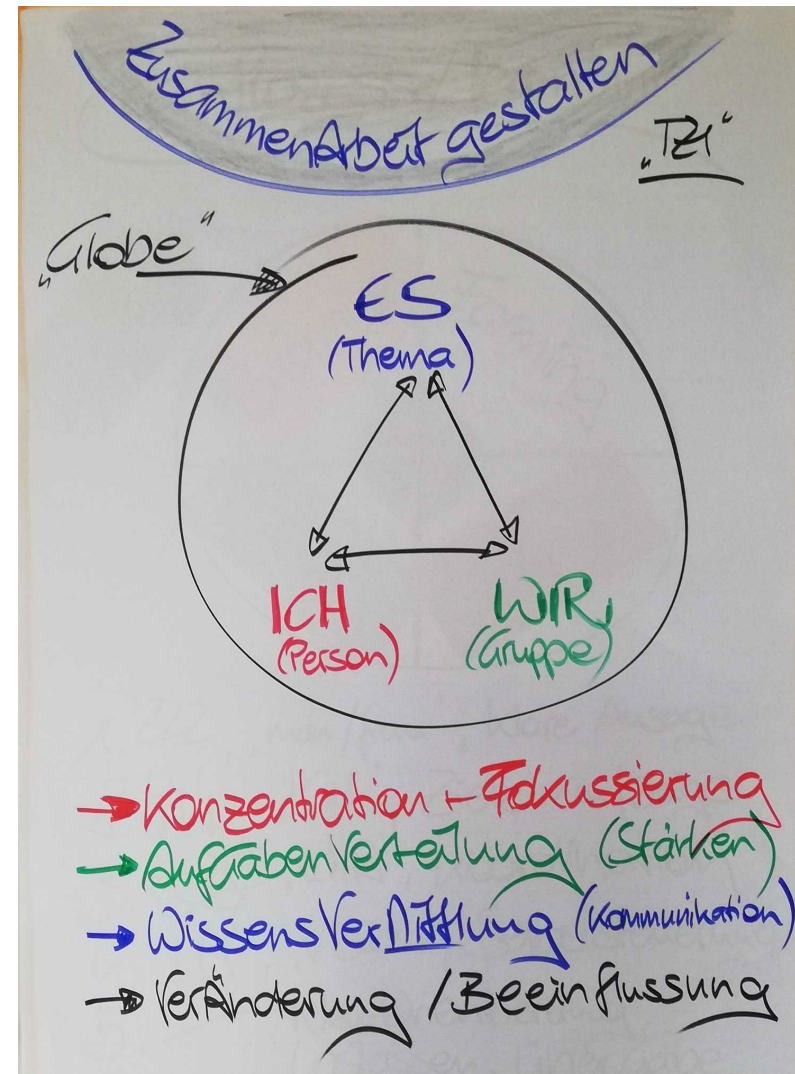 ZusammenArbeit gestalten
„TZI"
„Globe"
ES
(Thema)
ICH
(Person)
WIR
(Gruppe)
→ Konzentration – Fokussierung
→ AufGabenVerteilung (Stärken)
→ WissensVerMittlung (Kommunikation)
→ VerÄnderung / Beeinflussung